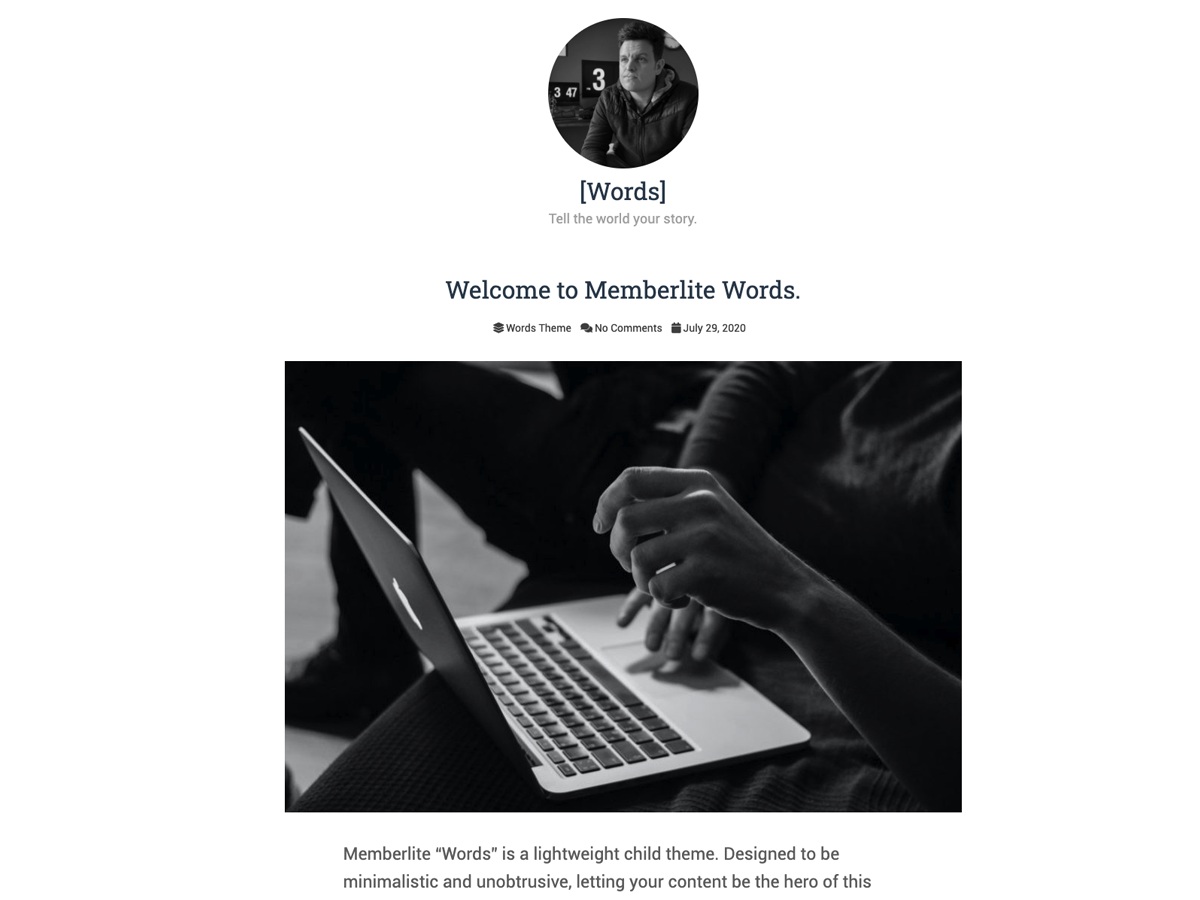 3 47
3
[Words]
Tell the world your story.
Welcome to Memberlite Words.
Words Theme No Comments July 29, 2020
Memberlite “Words” is a lightweight child theme. Designed to be
minimalistic and unobtrusive, letting your content be the hero of this